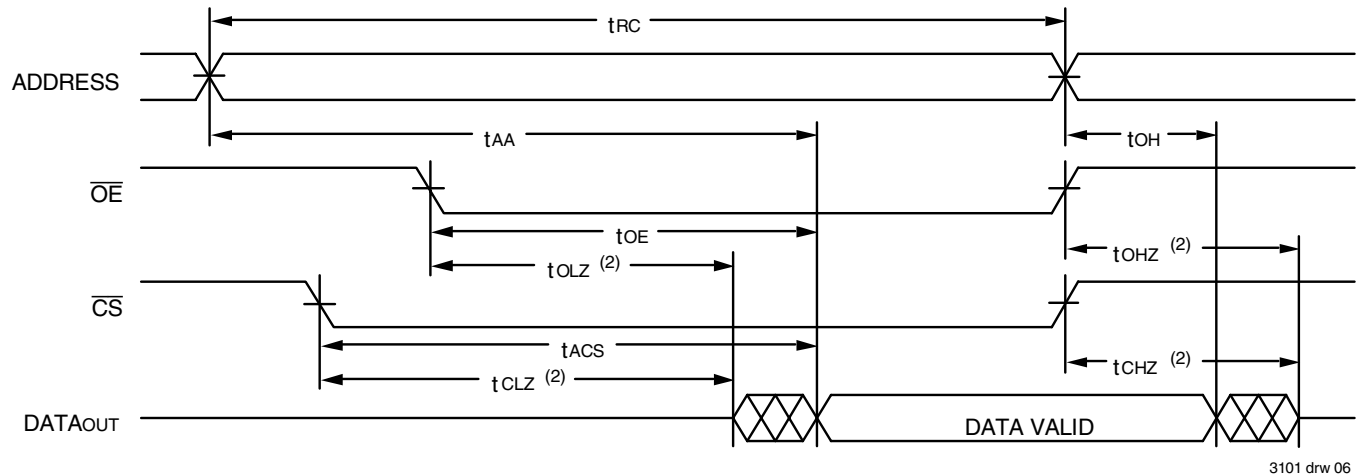 tRC
ADDRESS
tAA
tOH
OE
tOE
tOLZ (2)
tOHZ (2)
CS
tACS
tCLZ (2)
tCHZ (2)
DATAOUT
DATA VALID
3101 drw 06